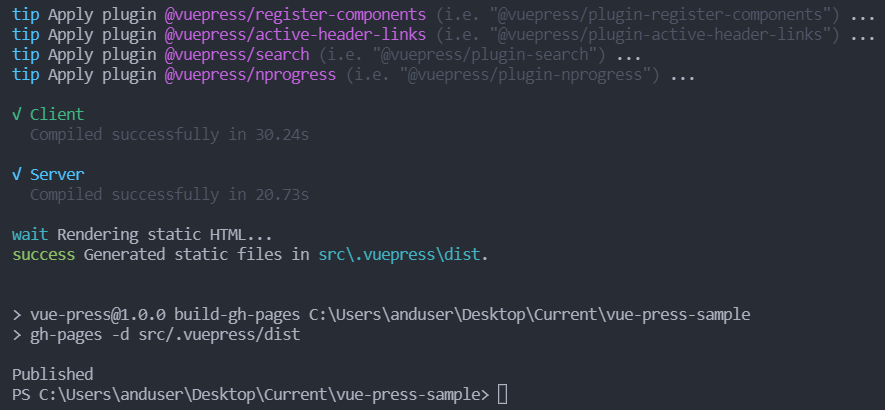 tip Apply plugin @vuepress/register-components (i.e. "@vuepress/plugin-register-components") ...
tip Apply plugin @vuepress/active-header-links (i.e. "@vuepress/plugin-active-header-links") ...
tip Apply plugin @vuepress/search (i.e. "@vuepress/plugin-search") ...
tip Apply plugin @vuepress/nprogress (i.e. "@vuepress/plugin-nprogress") ...
√ Client
Compiled successfully in 30.24s
√ Server
Compiled successfully in 20.73s
wait Rendering static HTML...
success Generated static files in src\.vuepress\dist.
> vue-press@1.0.0 build-gh-pages C:\Users\anduser\Desktop\Current\vue-press-sample
> gh-pages -d src/.vuepress/dist
Published
PS C:\Users\anduser\Desktop\Current\vue-press-sample>